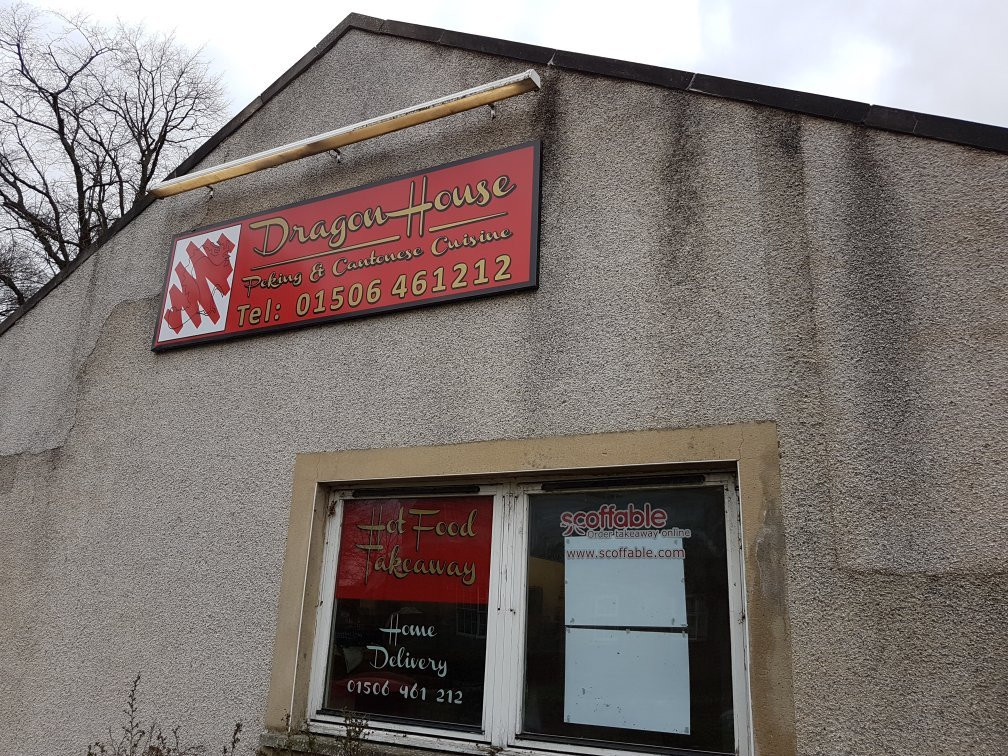 Dragon House
Peking & Cantonese Cuisine
Tel: 01506 461212
Hot Food
Takeaway
Home
Delivery
01506 461 212
scoffable
Order takeaway online
www.scoffable.com